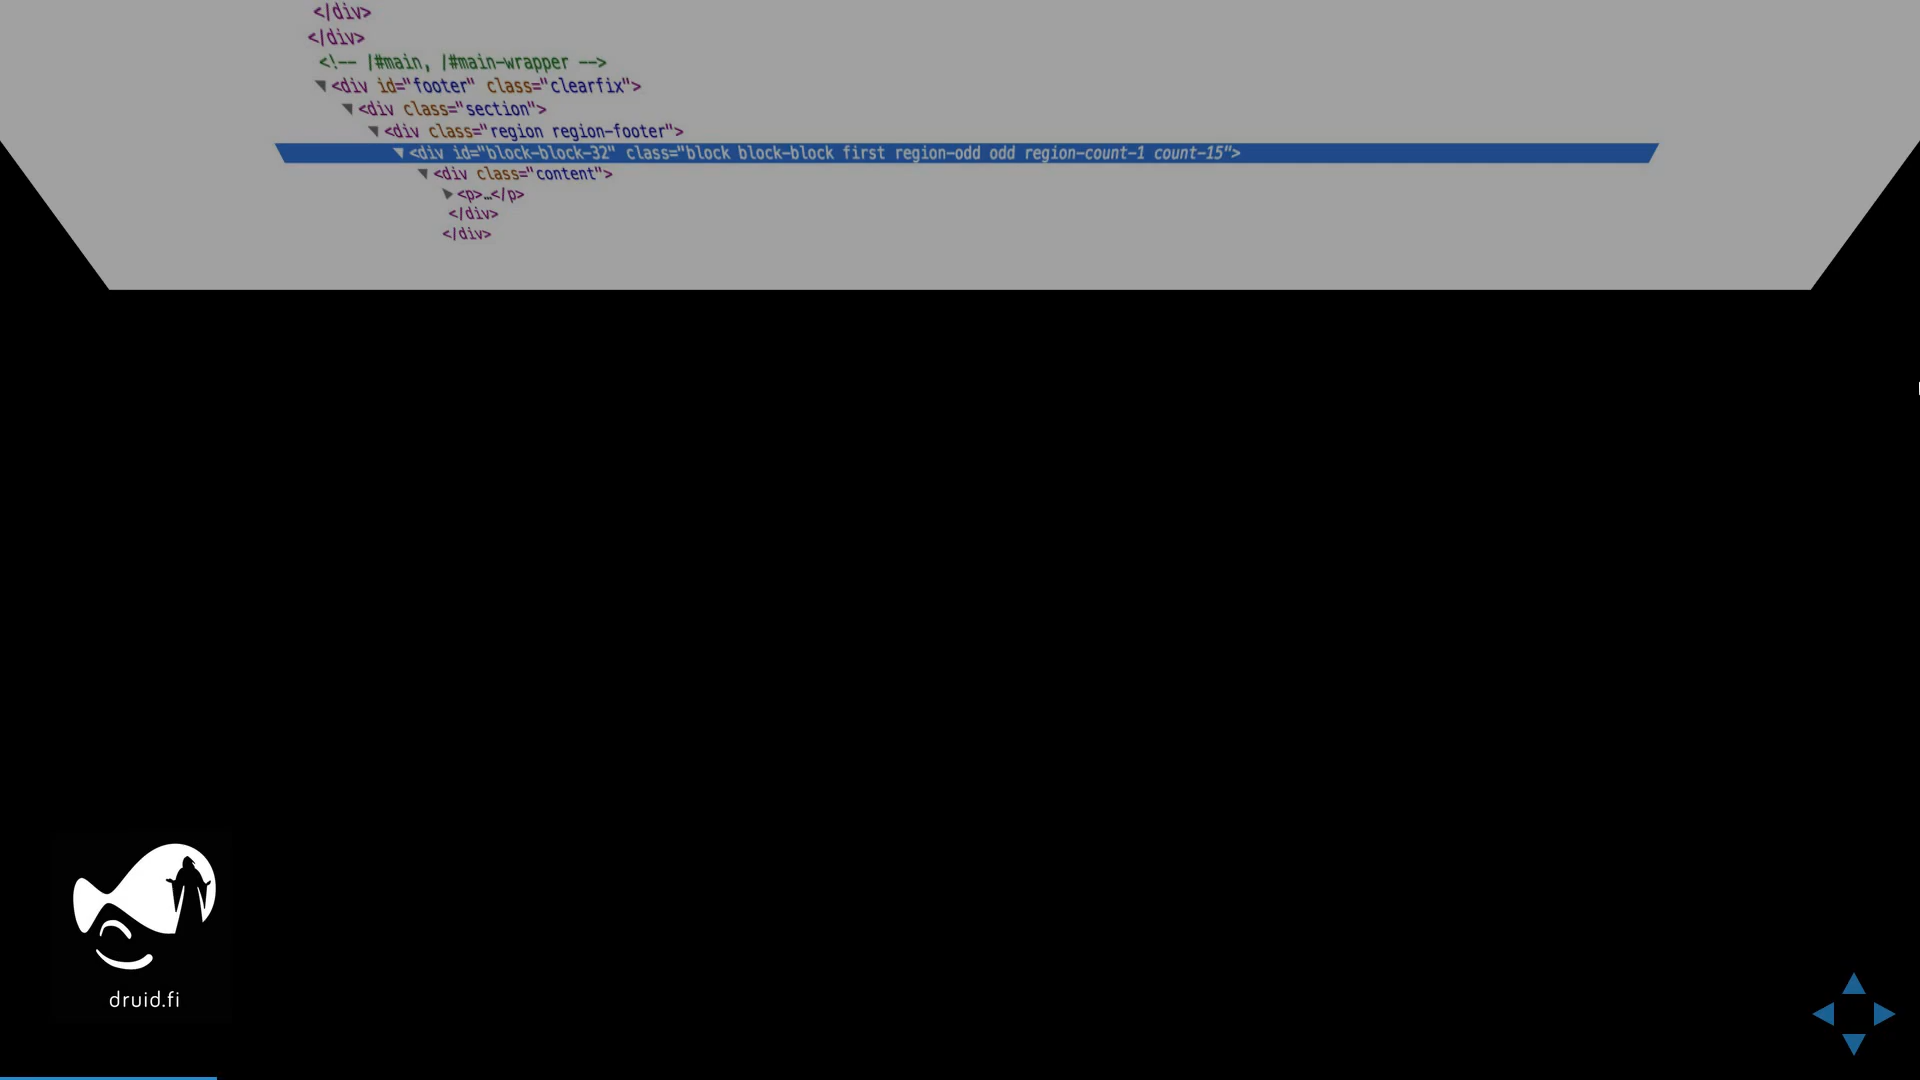 </div>
</div>
<!-- /#main, /#main-wrapper -->
<div id="footer" class="clearfix">
<div class="section">
<div class="region region-footer">
<div id="block-block-32" class="block block-block first region-odd odd region-count-1 count-15">
<div class="content">
<p>…</p>
</div>
</div>
druid.fi